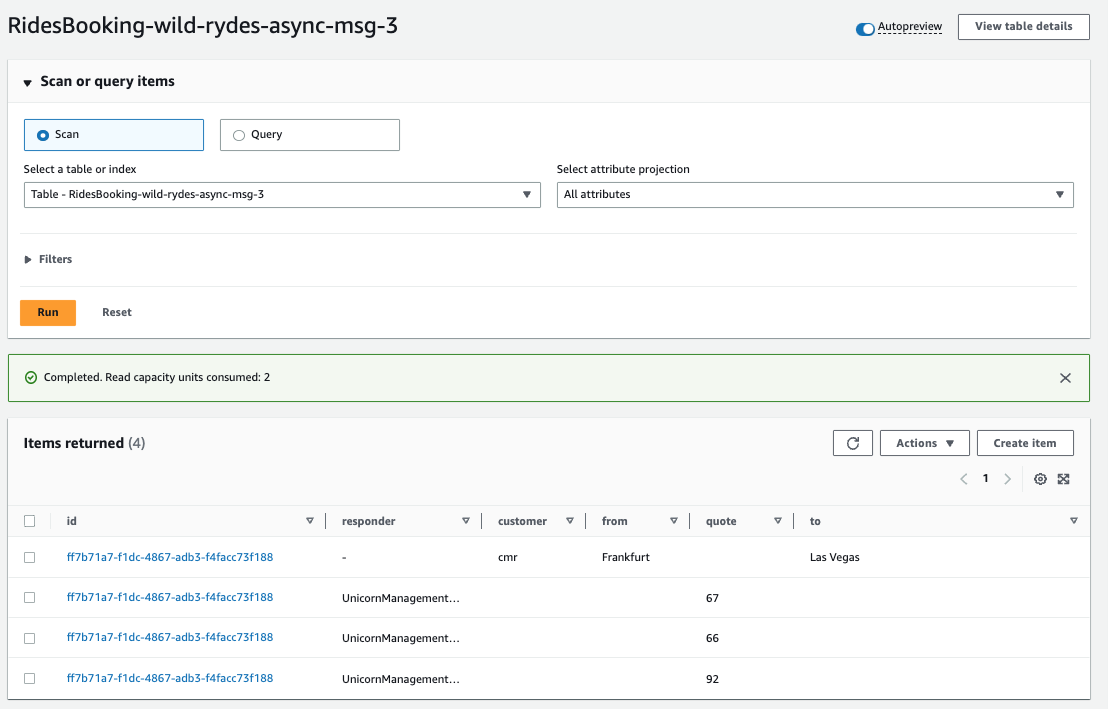 RidesBooking-wild-rydes-async-msg-3
Autopreview
View table details
Scan or query items
Scan
Query
Select a table or index
Select attribute projection
Table - RidesBooking-wild-rydes-async-msg-3
All attributes
Filters
Run Reset
Completed. Read capacity units consumed: 2
Items returned (4)
Actions
Create item
1
id responder customer from quote to
ff7b71a7-f1dc-4867-adb3-f4facc73f188 - cmr Frankfurt Las Vegas
ff7b71a7-f1dc-4867-adb3-f4facc73f188 UnicornManagement... 67
ff7b71a7-f1dc-4867-adb3-f4facc73f188 UnicornManagement... 66
ff7b71a7-f1dc-4867-adb3-f4facc73f188 UnicornManagement... 92